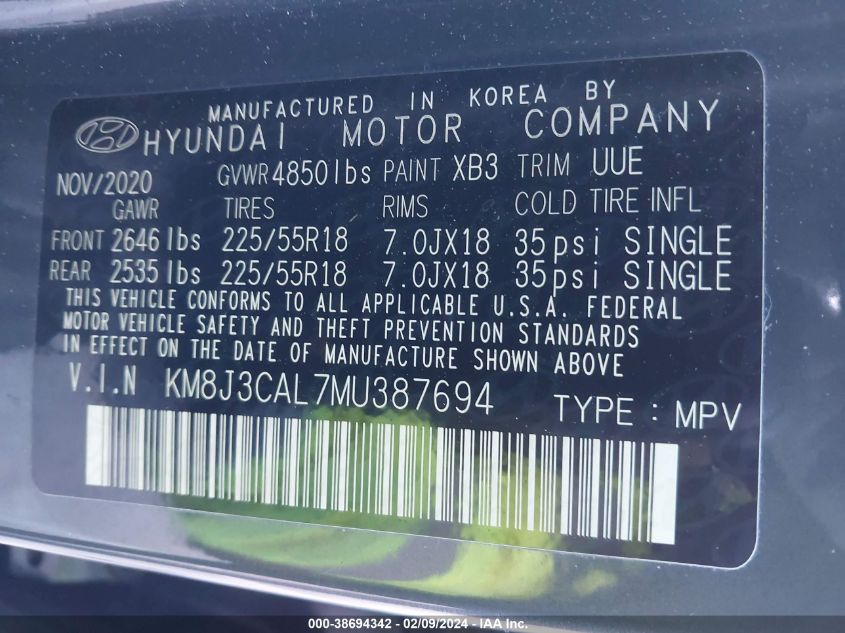 MANUFACTURED IN KOREA BY
HYUNDAI MOTOR COMPANY
NOV/2020 GVWR 4850lbs PAINT XB3 TRIM UUE
GAWR TIRES RIMS COLD TIRE INFL
FRONT 2646lbs 225/55R18 7.0JX18 35psi SINGLE
REAR 2535lbs 225/55R18 7.0JX18 35psi SINGLE
THIS VEHICLE CONFORMS TO ALL APPLICABLE U.S.A. FEDERAL
MOTOR VEHICLE SAFETY AND THEFT PREVENTION STANDARDS
IN EFFECT ON THE DATE OF MANUFACTURE SHOWN ABOVE
V.I.N KM8J3CAL7MU387694 TYPE : MPV
000-38694342 - 02/09/2024 - IAA Inc.